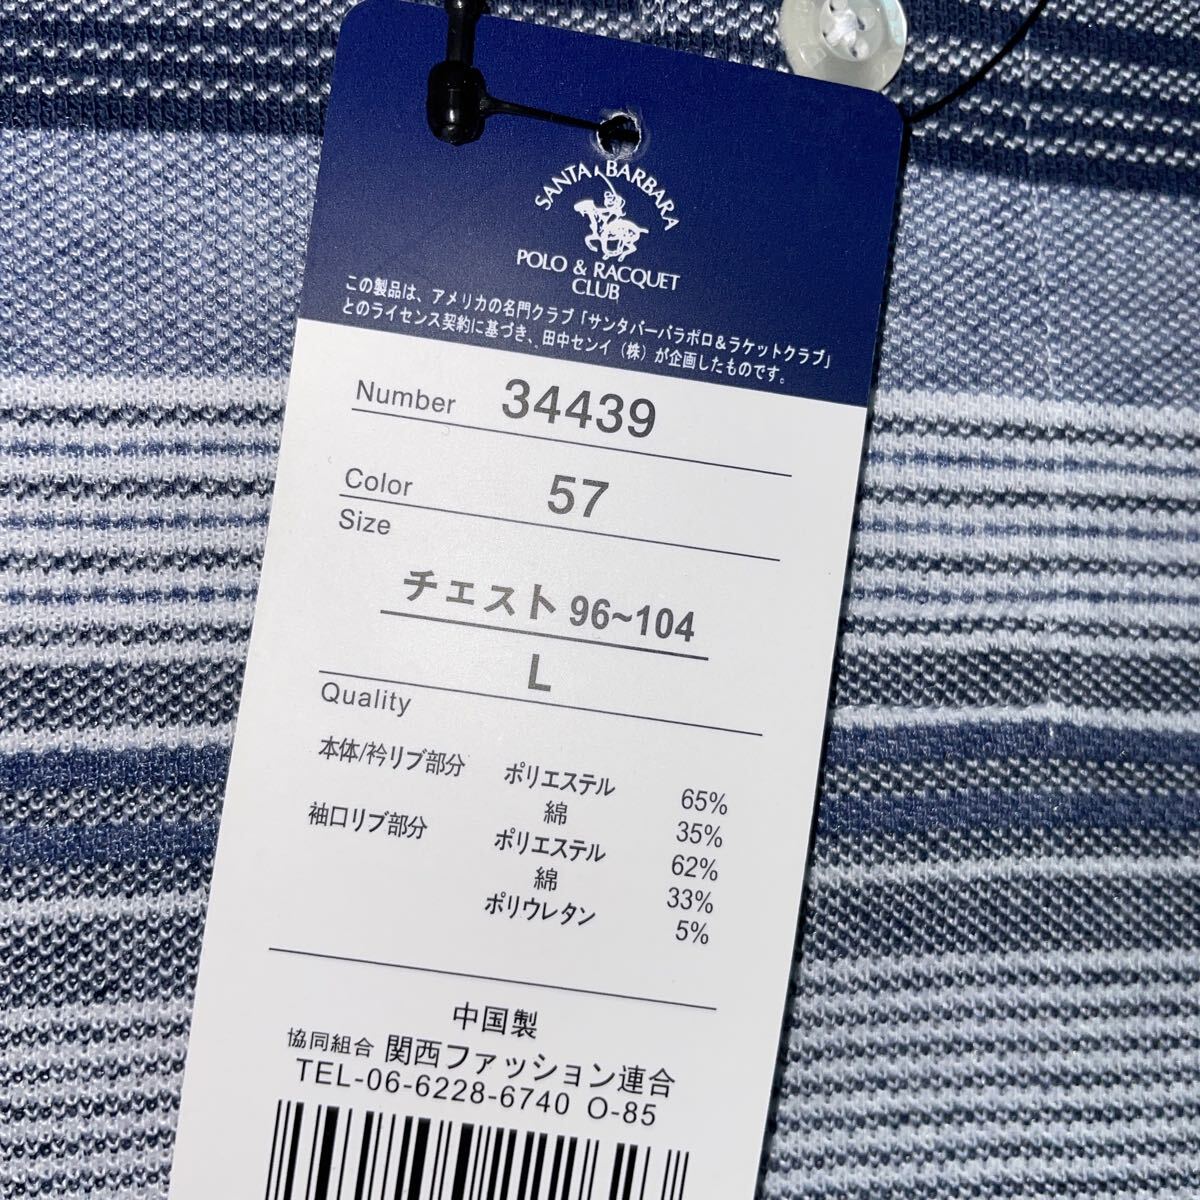 SANTA BARBARA
POLO & RACQUET
CLUB
この製品は、アメリカの名門クラブ「サンタバーバラポロ&ラケットクラブ」
とのライセンス契約に基づき、田中センイ(株)が企画したものです。
Number 34439
Color 57
Size
チェスト 96~104
L
Quality
本体/衿リブ部分 ポリエステル 65%
綿 35%
袖口リブ部分 ポリエステル 62%
綿 33%
ポリウレタン 5%
中国製
協同組合 関西ファッション連合
TEL-06-6228-6740 O-85